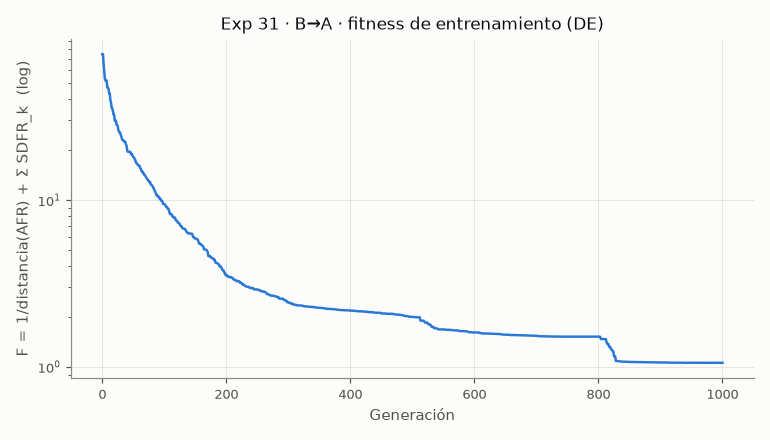 Exp 31 · B→A · fitness de entrenamiento (DE)
F = 1/distancia(AFR) + Σ SDFR_k  (log)
10¹
10⁰
0
200
400
600
800
1000
Generación